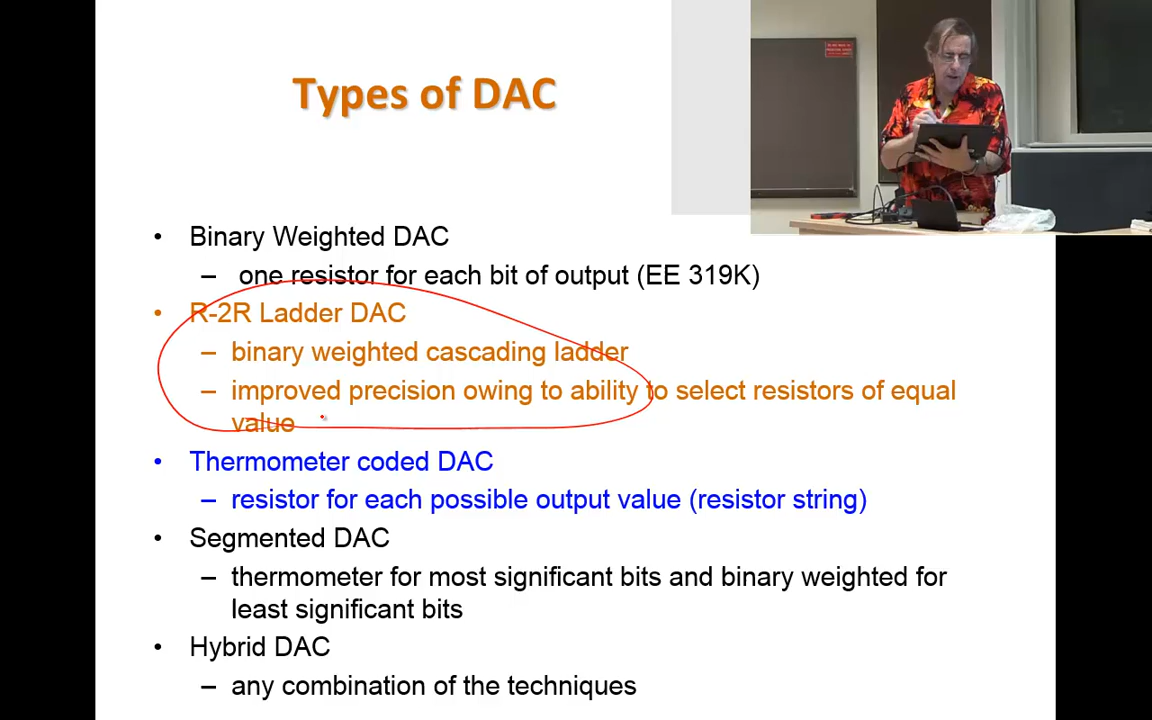 Types of DAC
• Binary Weighted DAC
– one resistor for each bit of output (EE 319K)
• R-2R Ladder DAC
– binary weighted cascading ladder
– improved precision owing to ability to select resistors of equal
value
• Thermometer coded DAC
– resistor for each possible output value (resistor string)
• Segmented DAC
– thermometer for most significant bits and binary weighted for
least significant bits
• Hybrid DAC
– any combination of the techniques